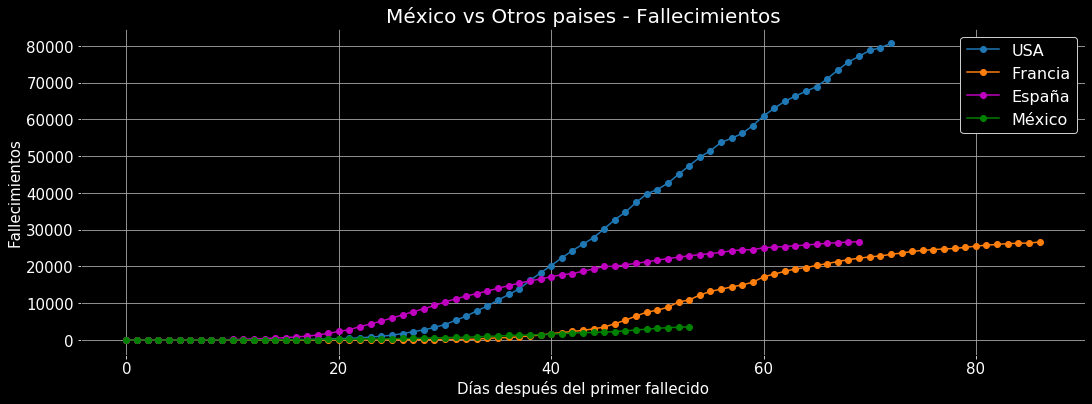 México vs Otros paises - Fallecimientos
USA
Francia
España
México
Fallecimientos
80000
70000
60000
50000
40000
30000
20000
10000
0
0 20 40 60 80
Días después del primer fallecido